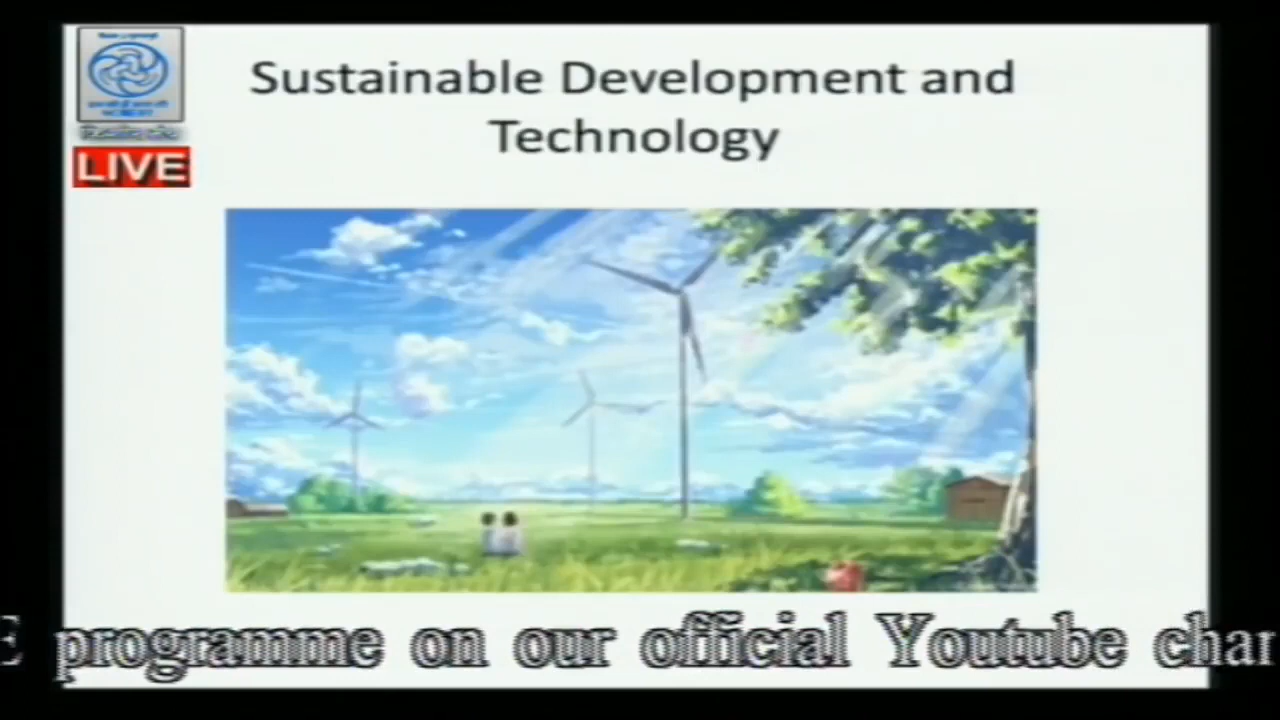 Sustainable Development and
Technology
LIVE
programme on our official Youtube